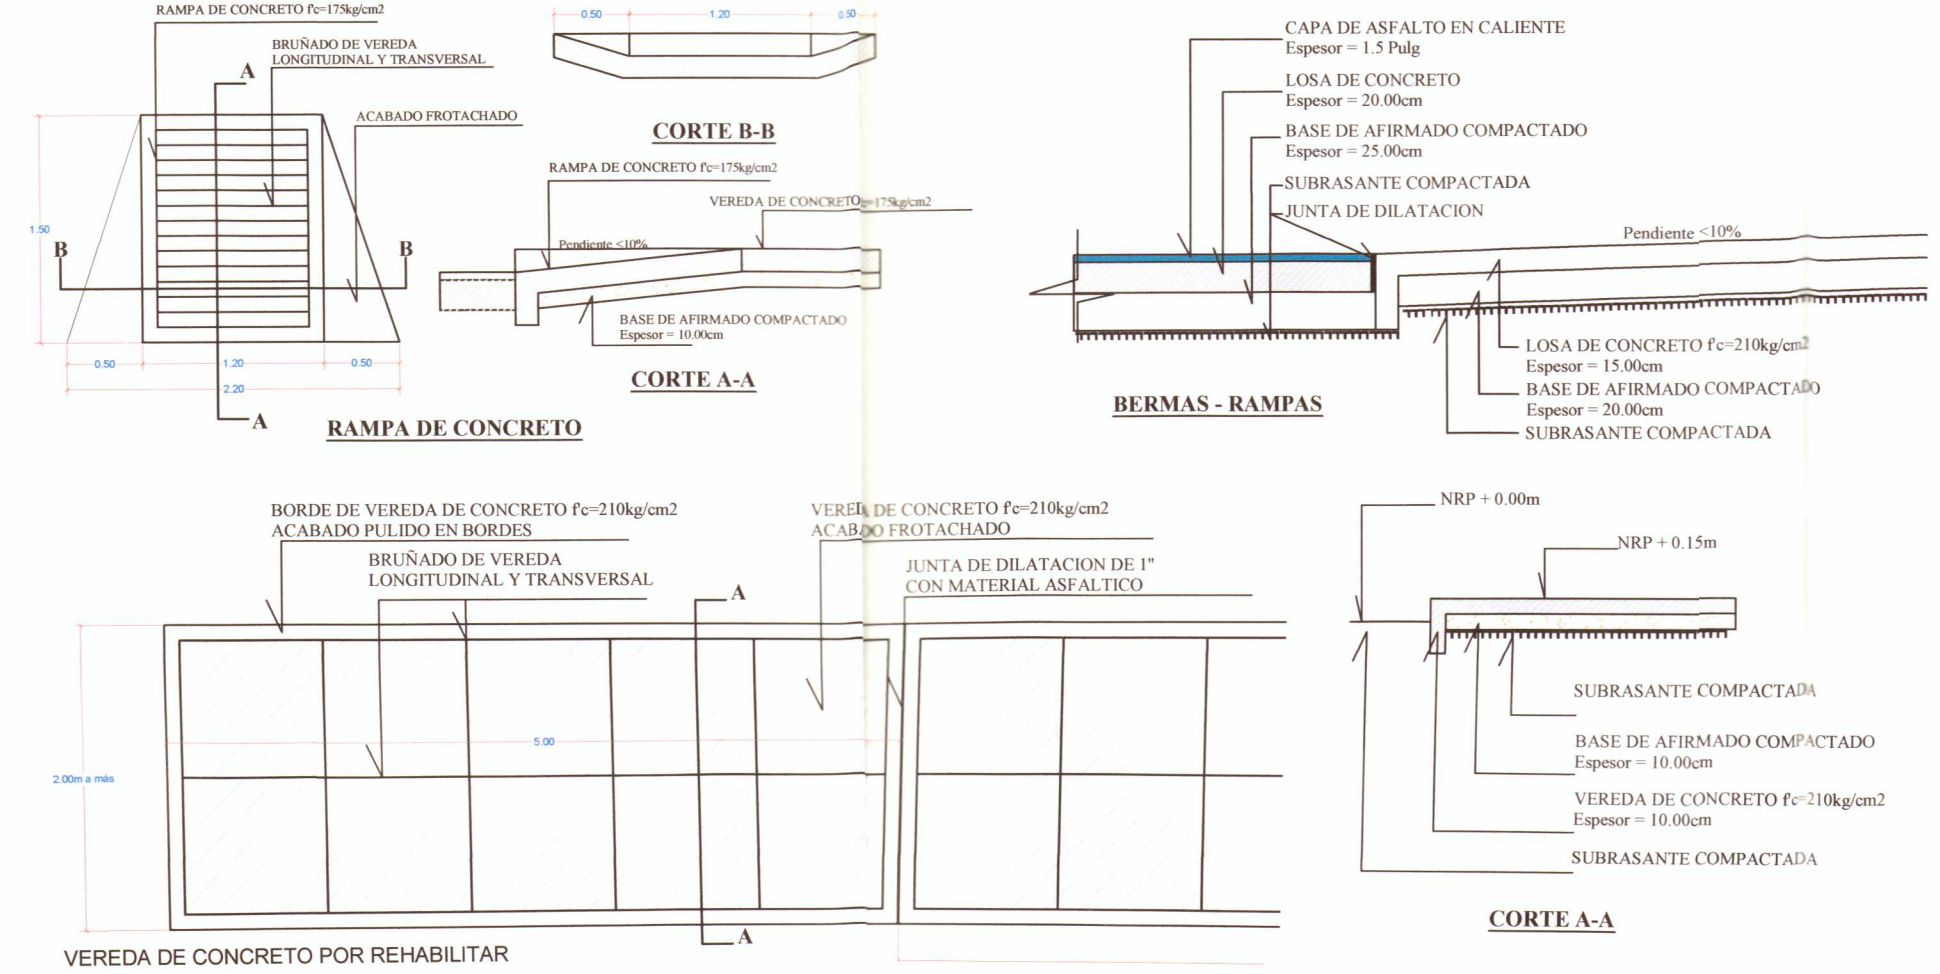 RAMPA DE CONCRETO f'c=175kg/cm2
BRUÑADO DE VEREDA
LONGITUDINAL Y TRANSVERSAL
A
ACABADO FROTACHADO
1.50
B
B
0.50
1.20
0.50
2.20
A
RAMPA DE CONCRETO
0.50
1.20
0.50
CORTE B-B
RAMPA DE CONCRETO f'c=175kg/cm2
VEREDA DE CONCRETO f'c=175kg/cm2
Pendiente <10%
BASE DE AFIRMADO COMPACTADO
Espesor = 10.00cm
CORTE A-A
CAPA DE ASFALTO EN CALIENTE
Espesor = 1.5 Pulg
LOSA DE CONCRETO
Espesor = 20.00cm
BASE DE AFIRMADO COMPACTADO
Espesor = 25.00cm
SUBRASANTE COMPACTADA
JUNTA DE DILATACION
Pendiente <10%
LOSA DE CONCRETO f'c=210kg/cm2
Espesor = 15.00cm
BASE DE AFIRMADO COMPACTADO
Espesor = 20.00cm
SUBRASANTE COMPACTADA
BERMAS - RAMPAS
BORDE DE VEREDA DE CONCRETO f'c=210kg/cm2
ACABADO PULIDO EN BORDES
BRUÑADO DE VEREDA
LONGITUDINAL Y TRANSVERSAL
VEREDA DE CONCRETO f'c=210kg/cm2
ACABADO FROTACHADO
JUNTA DE DILATACION DE 1"
CON MATERIAL ASFALTICO
A
5.00
2.00m a más
A
VEREDA DE CONCRETO POR REHABILITAR
NRP + 0.00m
NRP + 0.15m
SUBRASANTE COMPACTADA
BASE DE AFIRMADO COMPACTADO
Espesor = 10.00cm
VEREDA DE CONCRETO f'c=210kg/cm2
Espesor = 10.00cm
SUBRASANTE COMPACTADA
CORTE A-A